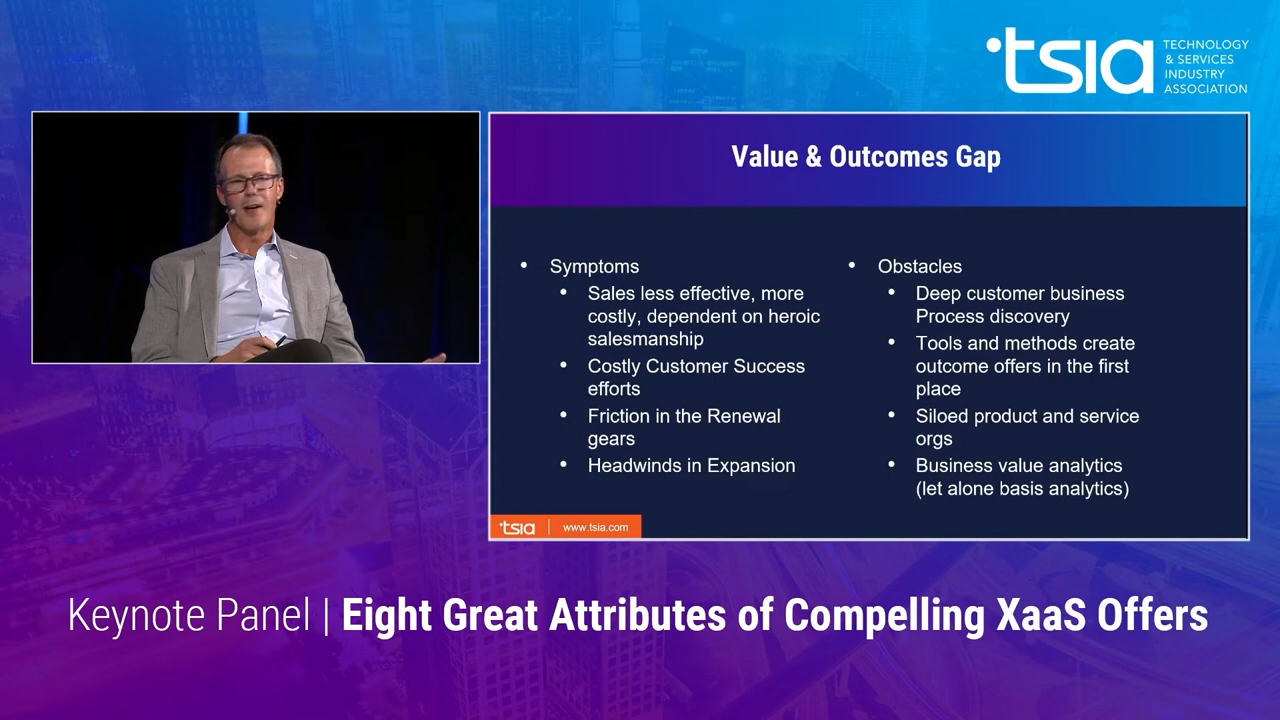 tsia
TECHNOLOGY
& SERVICES
INDUSTRY
ASSOCIATION
Value & Outcomes Gap
• Symptoms
• Sales less effective, more
costly, dependent on heroic
salesmanship
• Costly Customer Success
efforts
• Friction in the Renewal
gears
• Headwinds in Expansion
• Obstacles
• Deep customer business
Process discovery
• Tools and methods create
outcome offers in the first
place
• Siloed product and service
orgs
• Business value analytics
(let alone basis analytics)
tsia | www.tsia.com
Keynote Panel | Eight Great Attributes of Compelling XaaS Offers